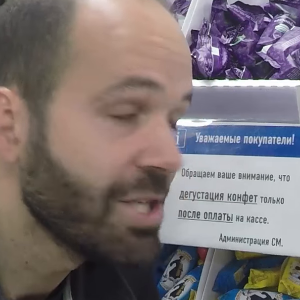 Уважаемые покупатели!
Обращаем ваше внимание, что
дегустация конфет только
после оплаты на кассе.
Администрация СМ.